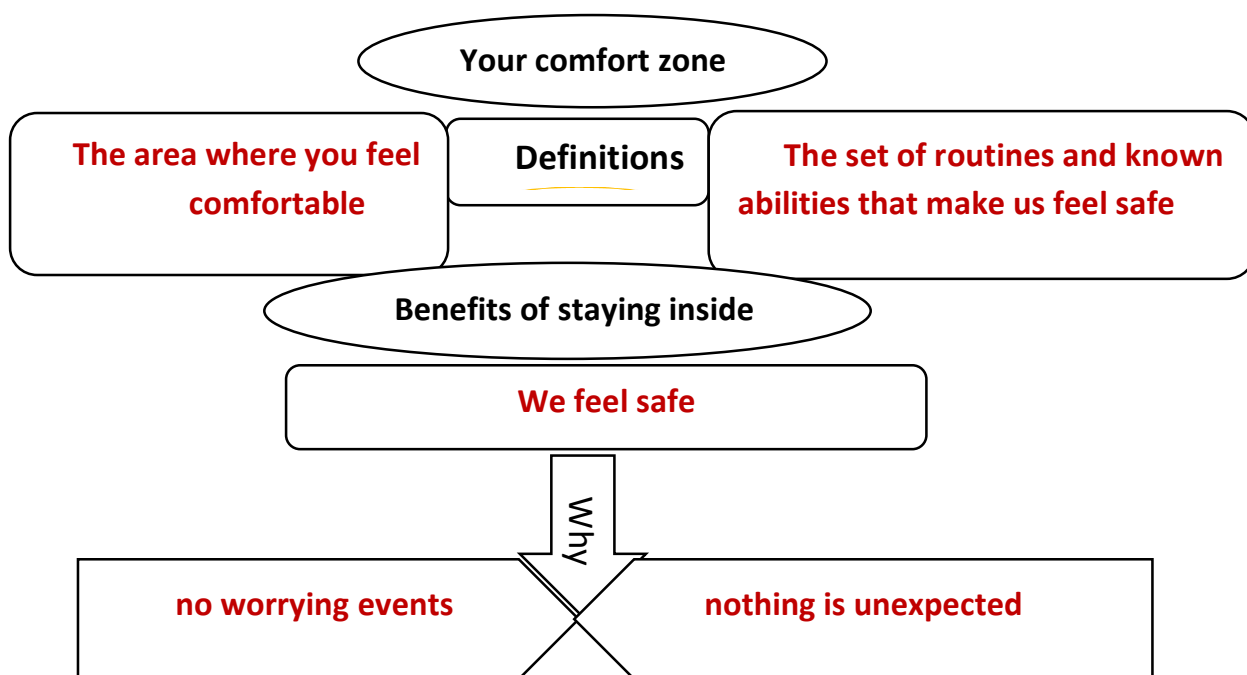 Your comfort zone
The area where you feel
comfortable
Definitions
The set of routines and known
abilities that make us feel safe
Benefits of staying inside
We feel safe
Why
no worrying events
nothing is unexpected